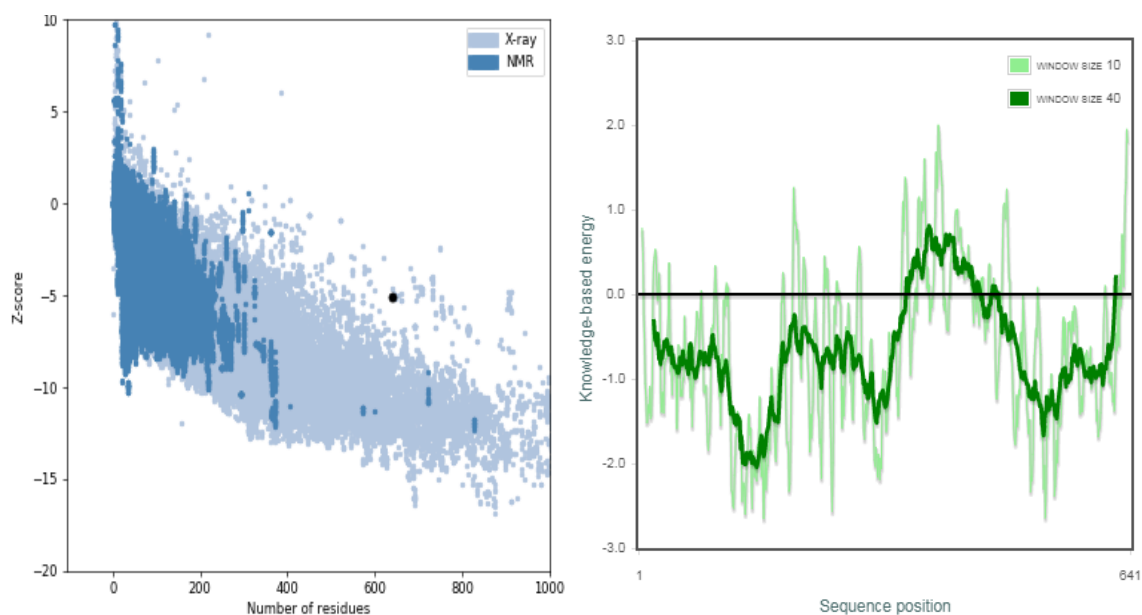 10
5
0
−5
−10
−15
−20
Z-score
X-ray
NMR
0
200
400
600
800
1000
Number of residues
3.0
2.0
1.0
0.0
-1.0
-2.0
-3.0
Knowledge-based energy
WINDOW SIZE 10
WINDOW SIZE 40
1
641
Sequence position